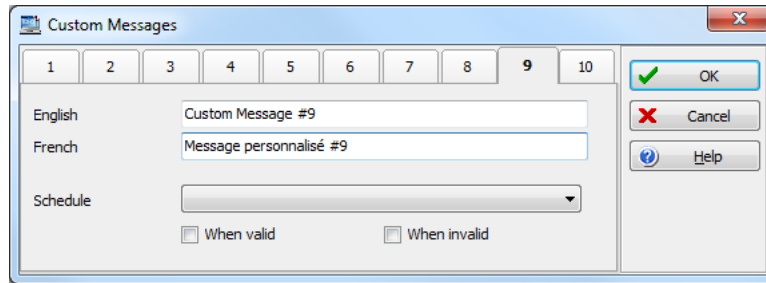 Custom Messages
1 2 3 4 5 6 7 8 9 10
English Custom Message #9
French Message personnalisé #9
Schedule
When valid When invalid
OK
Cancel
Help